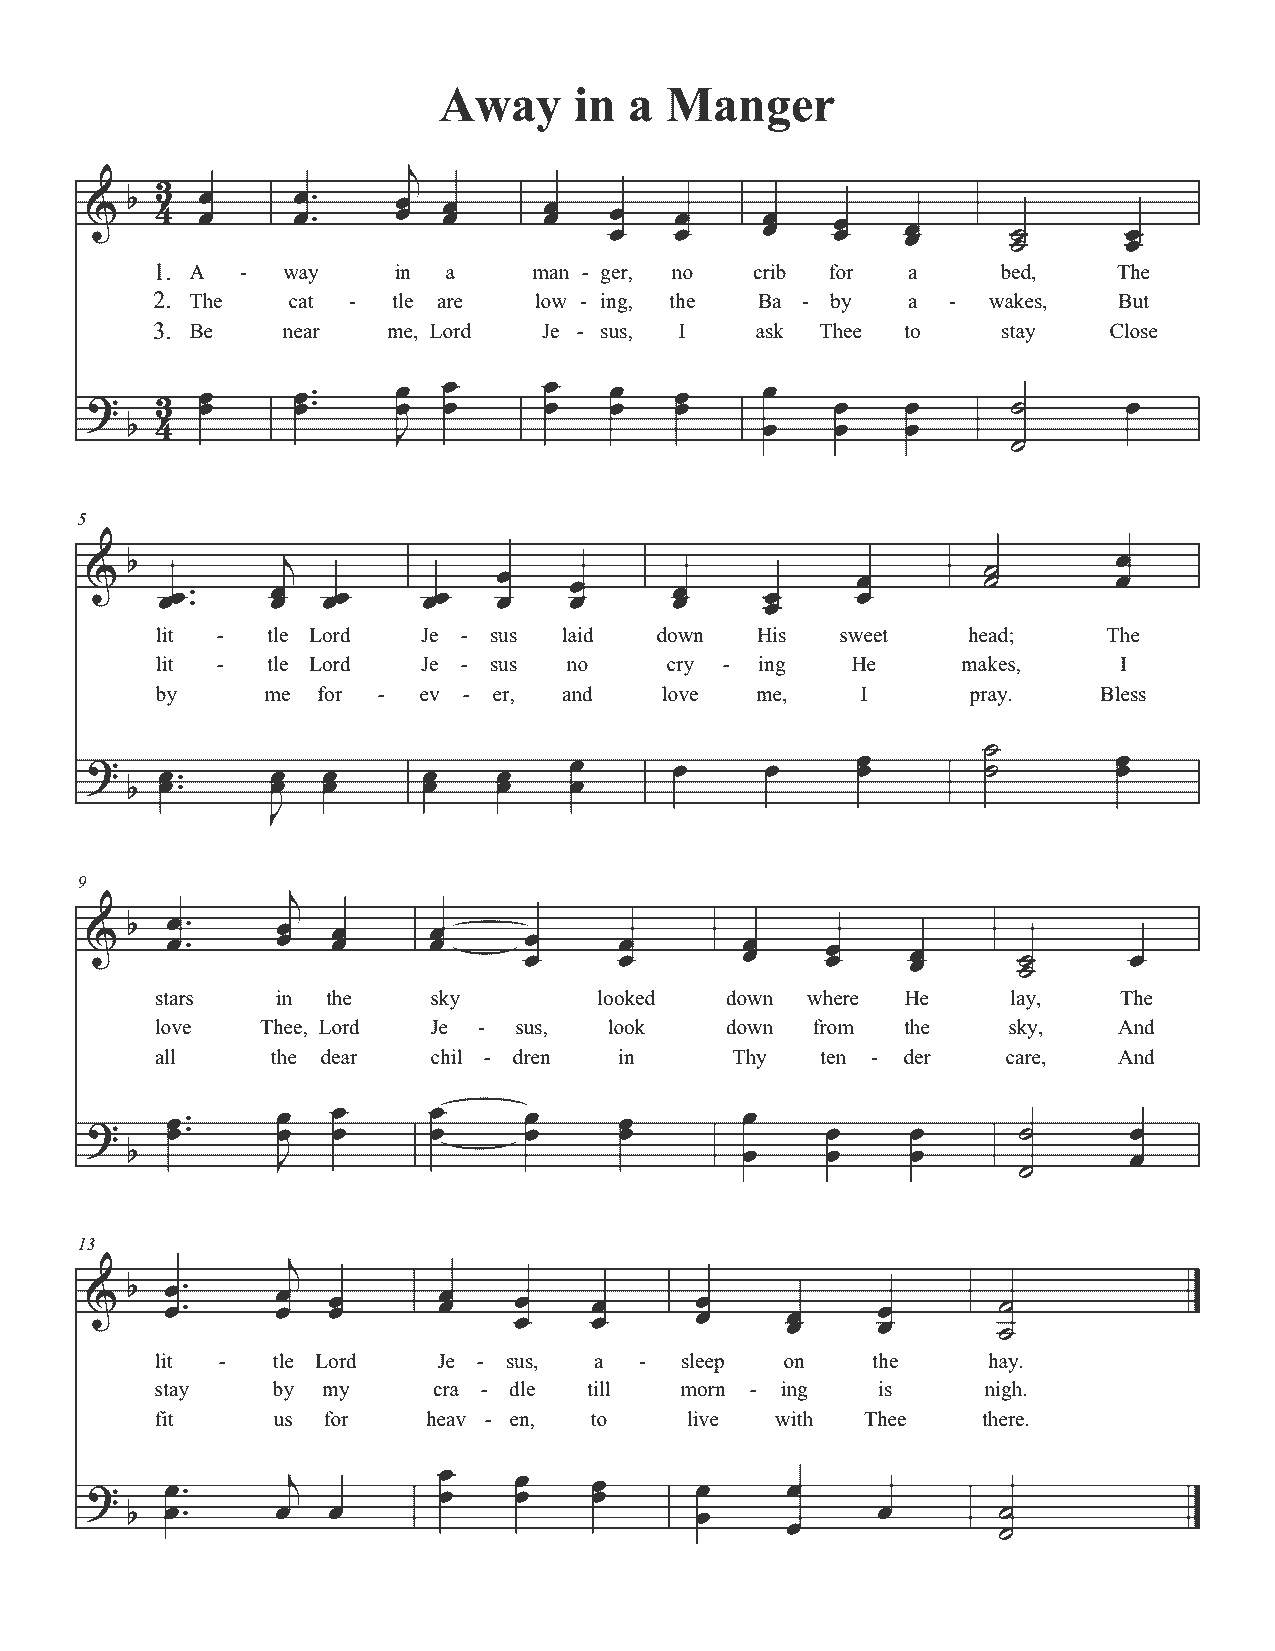 Away in a Manger
3 4
1. A - way in a man - ger, no crib for a bed, The
2. The cat - tle are low - ing, the Ba - by a - wakes, But
3. Be near me, Lord Je - sus, I ask Thee to stay Close
3 4
5
lit - tle Lord Je - sus laid down His sweet head; The
lit - tle Lord Je - sus no cry - ing He makes, I
by me for - ev - er, and love me, I pray. Bless
9
stars in the sky looked down where He lay, The
love Thee, Lord Je - sus, look down from the sky, And
all the dear chil - dren in Thy ten - der care, And
13
lit - tle Lord Je - sus, a - sleep on the hay.
stay by my cra - dle till morn - ing is nigh.
fit us for heav - en, to live with Thee there.